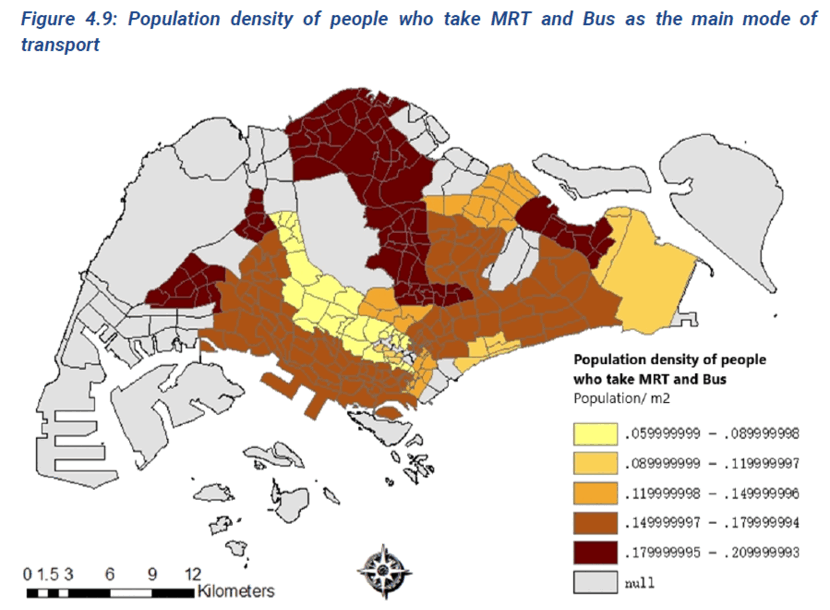 Figure 4.9: Population density of people who take MRT and Bus as the main mode of
transport
Population density of people
who take MRT and Bus
Population/ m2
.059999999 - .089999998
.089999999 - .119999997
.119999998 - .149999996
.149999997 - .179999994
.179999995 - .209999993
null
0 1.5 3 6 9 12
Kilometers